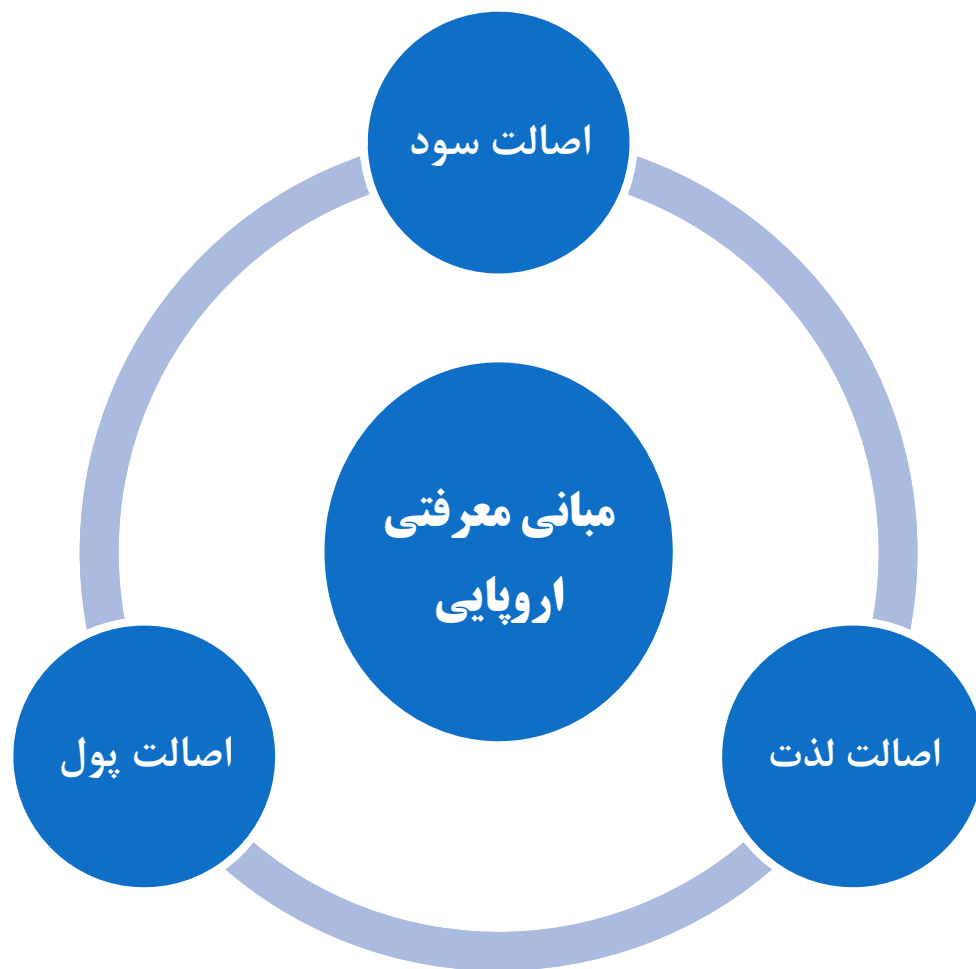 اصالت سود
مبانی معرفتی
اروپایی
اصالت لذت
اصالت پول